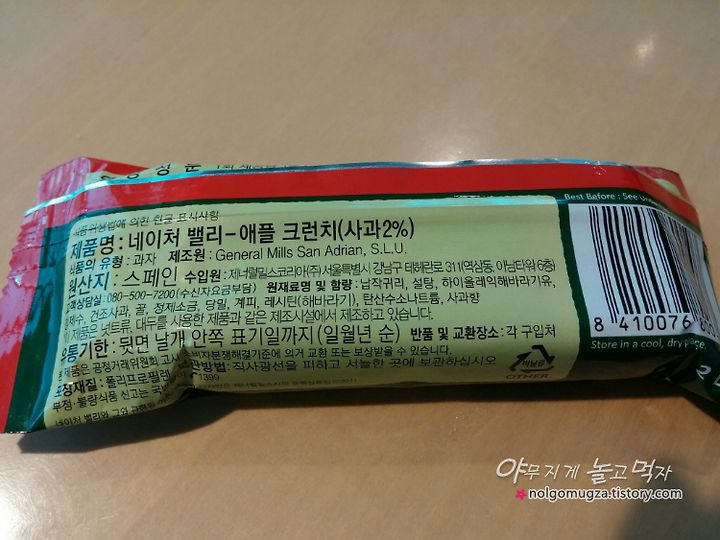 식품위생법에 의한 한글 표시사항
제품명 : 네이처 밸리-애플 크런치(사과2%)
식품의 유형 : 과자 제조원 : General Mills San Adrian, S.L.U.
원산지 : 스페인 수입원 : 제너럴밀스코리아(주)서울특별시 강남구 테헤란로 311(역삼동, 아남타워 6층)
고객상담실: 080-500-7200(수신자요금부담) 원재료명 및 함량 : 납작귀리, 설탕, 하이올레익해바라기유,
정제수, 건조사과, 꿀, 정제소금, 당밀, 계피, 레시틴(해바라기), 탄산수소나트륨, 사과향
이 제품은 넛트류, 대두를 사용한 제품과 같은 제조시설에서 제조하고 있습니다.
유통기한 : 뒷면 날개 안쪽 표기일까지 (일월년 순) 반품 및 교환장소: 각 구입처
본 제품은 공정거래위원회 고시 소비자분쟁해결기준에 의거 교환 또는 보상받을 수 있습니다.
포장재질 : 폴리프로필렌 보관방법: 직사광선을 피하고 서늘한 곳에 보관하십시오
부정·불량식품 신고는 국번 1399
네이처 밸리와 그외
비닐류
OTHER
Best Before : See
8 410076
Store in a cool, dry place.
야무지게 놀고먹자
nolgomugza.tistory.com